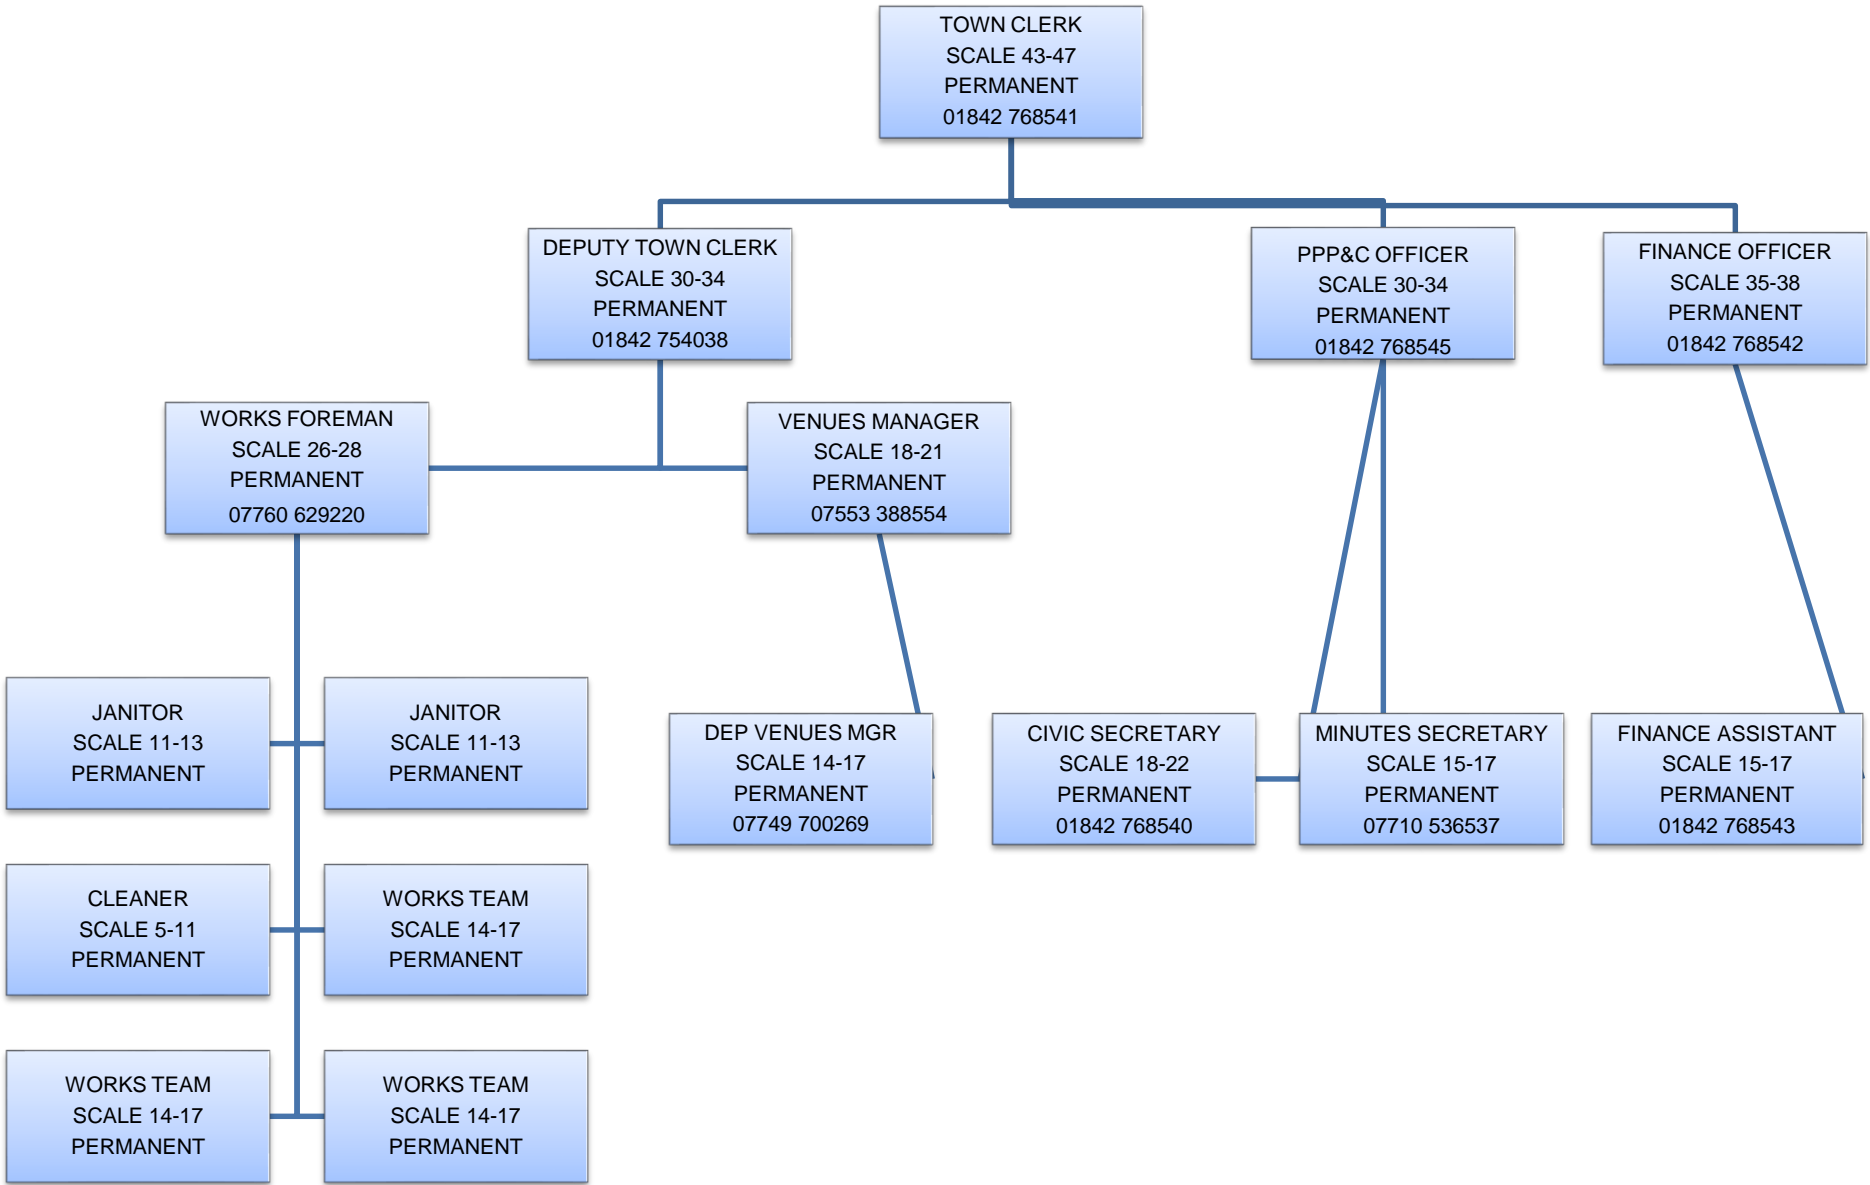 TOWN CLERK
SCALE 43-47
PERMANENT
01842 768541
DEPUTY TOWN CLERK
SCALE 30-34
PERMANENT
01842 754038
PPP&C OFFICER
SCALE 30-34
PERMANENT
01842 768545
FINANCE OFFICER
SCALE 35-38
PERMANENT
01842 768542
WORKS FOREMAN
SCALE 26-28
PERMANENT
07760 629220
VENUES MANAGER
SCALE 18-21
PERMANENT
07553 388554
JANITOR
SCALE 11-13
PERMANENT
JANITOR
SCALE 11-13
PERMANENT
DEP VENUES MGR
SCALE 14-17
PERMANENT
07749 700269
CIVIC SECRETARY
SCALE 18-22
PERMANENT
01842 768540
MINUTES SECRETARY
SCALE 15-17
PERMANENT
07710 536537
FINANCE ASSISTANT
SCALE 15-17
PERMANENT
01842 768543
CLEANER
SCALE 5-11
PERMANENT
WORKS TEAM
SCALE 14-17
PERMANENT
WORKS TEAM
SCALE 14-17
PERMANENT
WORKS TEAM
SCALE 14-17
PERMANENT